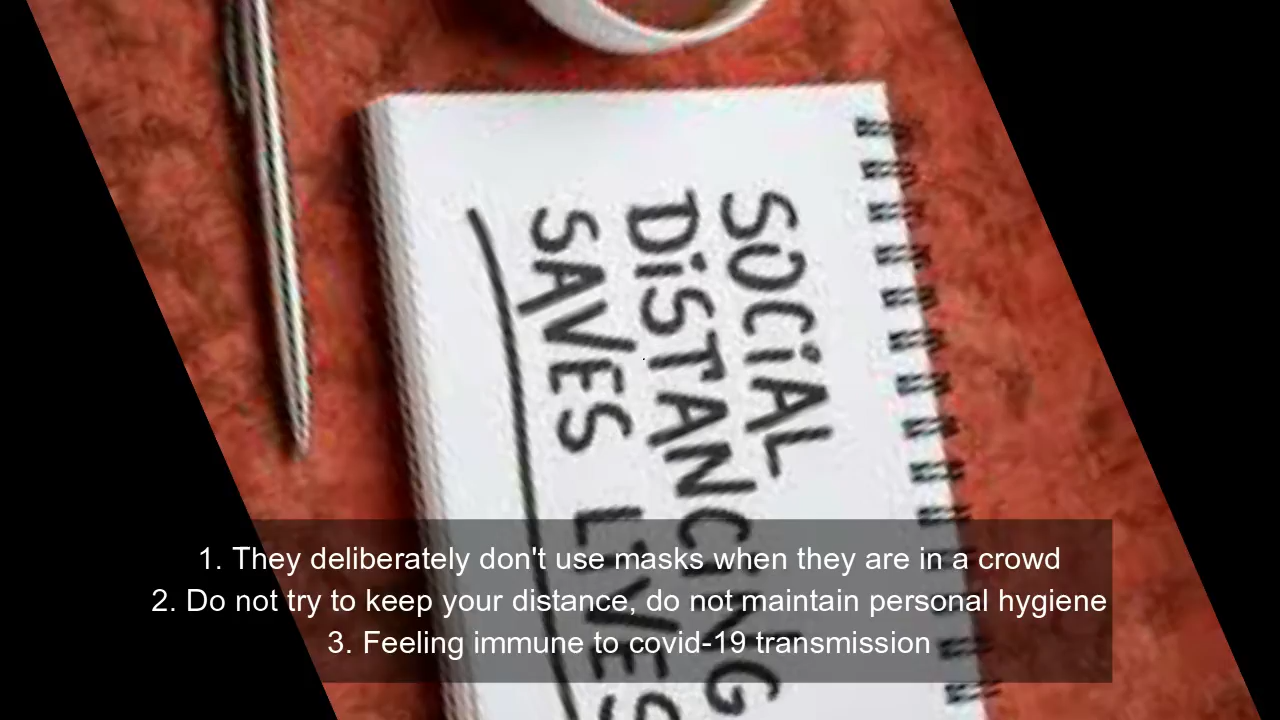 SOCiAL
DiSTANCING
SAVES LIVES
1. They deliberately don't use masks when they are in a crowd
2. Do not try to keep your distance, do not maintain personal hygiene
3. Feeling immune to covid-19 transmission